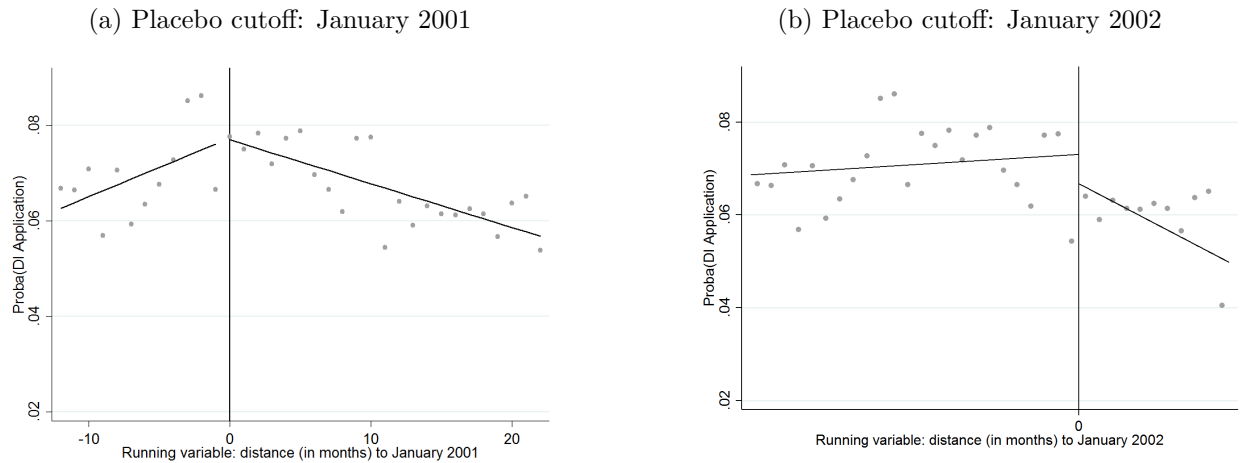 (a) Placebo cutoff: January 2001
Proba(DI Application)
.08
.06
.04
.02
-10
0
10
20
Running variable: distance (in months) to January 2001
(b) Placebo cutoff: January 2002
Proba(DI Application)
.08
.06
.04
.02
0
Running variable: distance (in months) to January 2002